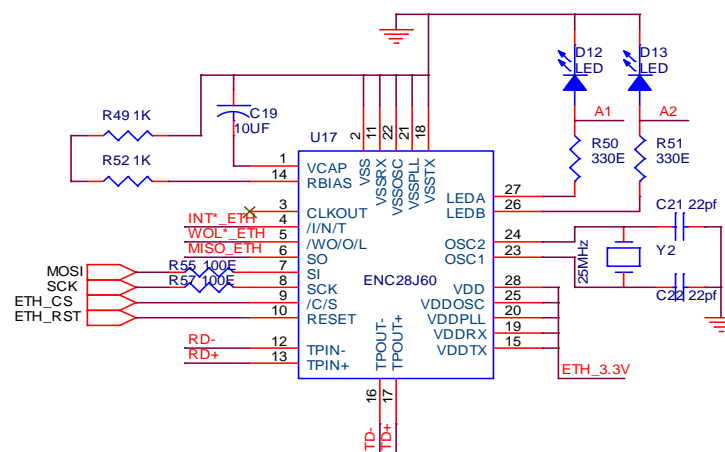 D12
LED
D13
LED
A1
A2
R49 1K
C19
10UF
R52 1K
U17
R50
330E
R51
330E
2
11
22
21
18
VSS
VSSRX
VSSOSC
VSSPLL
VSSTX
1
VCAP
14
RBIAS
3
CLKOUT
INT*_ETH
4
/I/N/T
WOL*_ETH
5
/WO/O/L
MISO_ETH
6
SO
MOSI
R55 100E
7
SI
SCK
R57 100E
8
SCK
ETH_CS
9
/C/S
ETH_RST
10
RESET
RD-
12
TPIN-
RD+
13
TPIN+
ENC28J60
LEDA
27
LEDB
26
OSC2
24
OSC1
23
C21 22pf
25MHz
Y2
C22 22pf
VDD
28
VDDOSC
25
VDDPLL
20
VDDRX
19
VDDTX
15
ETH_3.3V
TPOUT-
TPOUT+
16
17
TD-
TD+